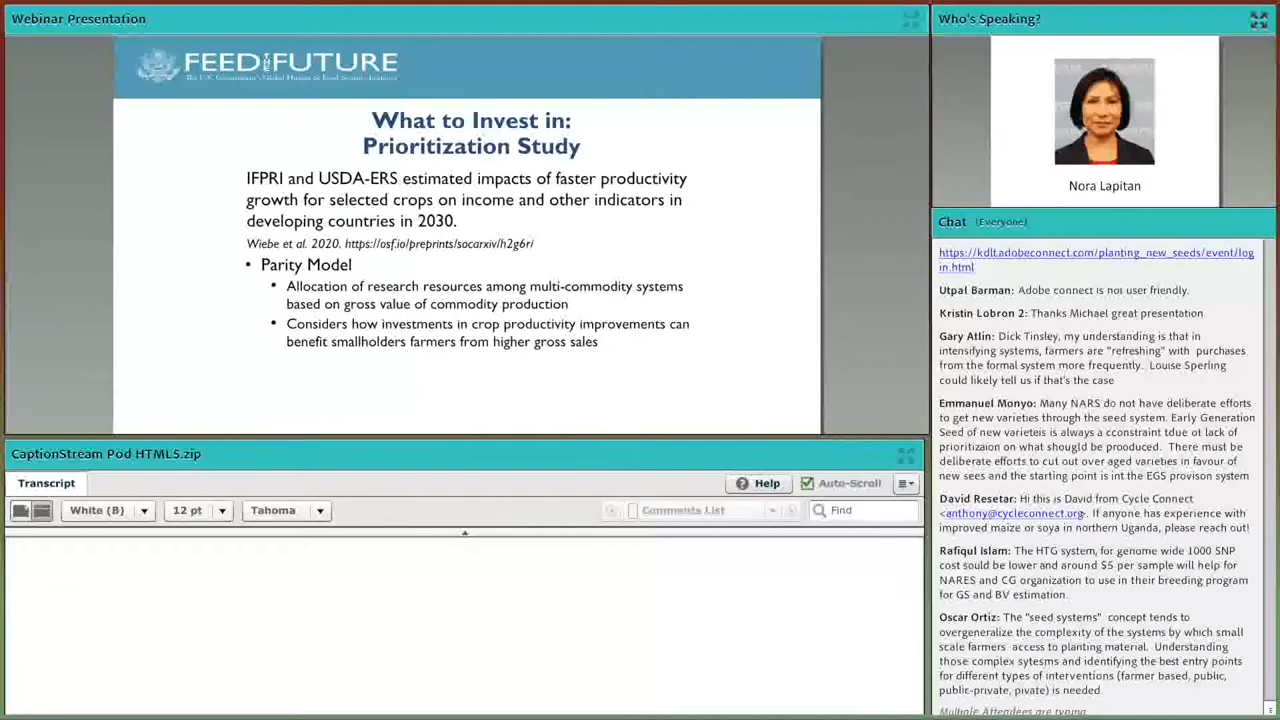 Webinar Presentation
FEED THE FUTURE
The U.S. Government's Global Hunger & Food Security Initiative
What to Invest in:
Prioritization Study
IFPRI and USDA-ERS estimated impacts of faster productivity
growth for selected crops on income and other indicators in
developing countries in 2030.
Wiebe et al. 2020. https://osf.io/preprints/socarxiv/h2g6r/
• Parity Model
• Allocation of research resources among multi-commodity systems
based on gross value of commodity production
• Considers how investments in crop productivity improvements can
benefit smallholders farmers from higher gross sales
CaptionStream Pod HTML5.zip
Transcript
Help
Auto-Scroll
White (B)
12 pt
Tahoma
Comments List
Find
Who's Speaking?
Nora Lapitan
Chat (Everyone)
https://kdlt.adobeconnect.com/planting_new_seeds/event/log
in.html
Utpal Barman: Adobe connect is not user friendly.
Kristin Lobron 2: Thanks Michael great presentation
Gary Atlin: Dick Tinsley, my understanding is that in
intensifying systems, farmers are "refreshing" with purchases
from the formal system more frequently. Louise Sperling
could likely tell us if that's the case
Emmanuel Monyo: Many NARS do not have deliberate efforts
to get new varieties through the seed system. Early Generation
Seed of new varieteis is always a cconstraint tdue ot lack of
prioritizaion on what shougld be prooduced. There must be
deliberate efforts to cut out over aged varieties in favour of
new sees and the starting point is int the EGS provison system
David Resetar: Hi this is David from Cycle Connect
<anthony@cycleconnect.org>. If anyone has experience with
improved maize or soya in northern Uganda, please reach out!
Rafiqul Islam: The HTG system, for genome wide 1000 SNP
cost sould be lower and around $5 per sample will help for
NARES and CG organization to use in their breeding program
for GS and BV estimation.
Oscar Ortiz: The "seed systems" concept tends to
overgeneralize the complexity of the systems by which small
scale farmers access to planting material. Understanding
those complex sytesms and identifying the best entry points
for different types of interventions (farmer based, public,
public-private, pivate) is needed.
Multiple Attendees are typing